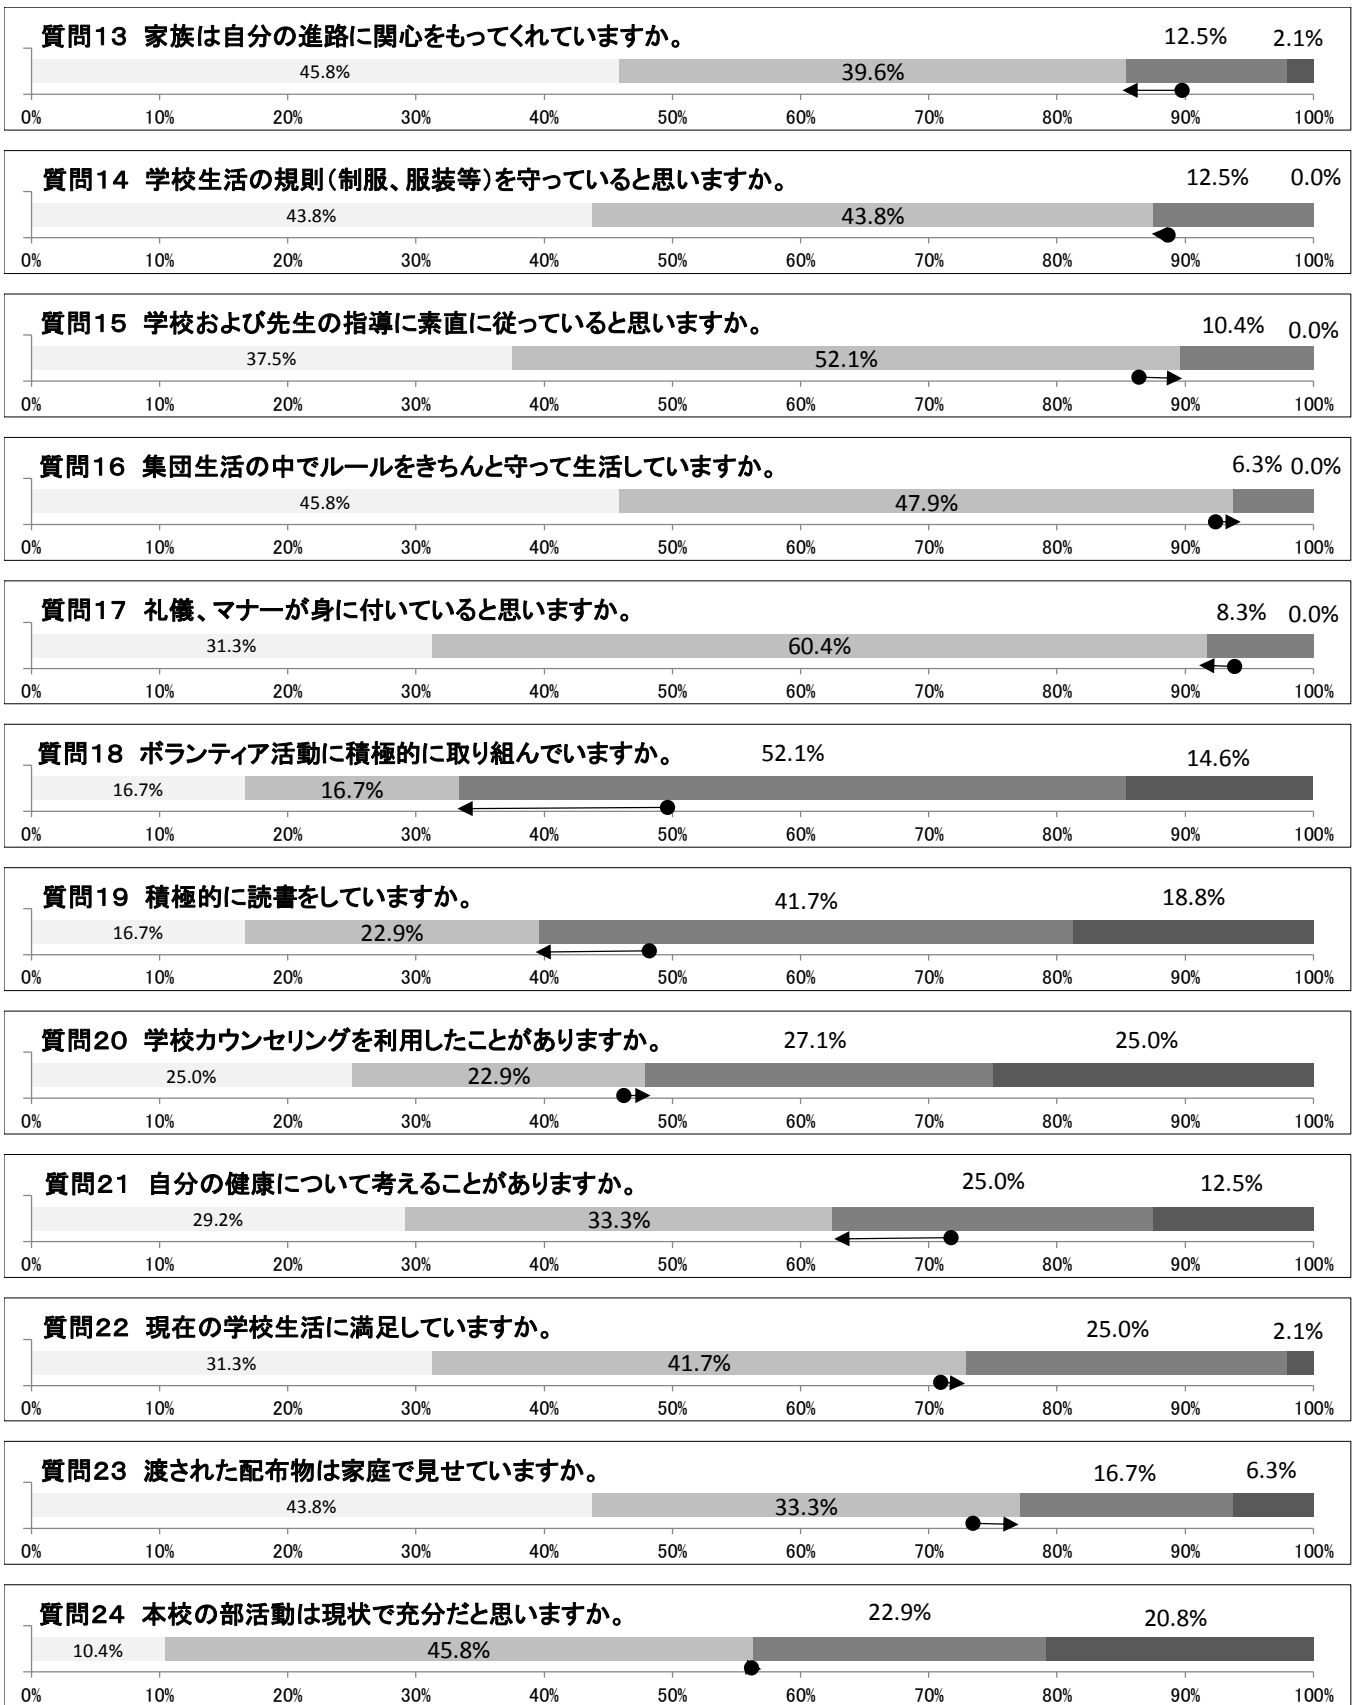 質問13 家族は自分の進路に関心をもってくれていますか。 12.5% 2.1%
45.8% 39.6%
0% 10% 20% 30% 40% 50% 60% 70% 80% 90% 100%
質問14 学校生活の規則(制服、服装等)を守っていると思いますか。 12.5% 0.0%
43.8% 43.8%
0% 10% 20% 30% 40% 50% 60% 70% 80% 90% 100%
質問15 学校および先生の指導に素直に従っていると思いますか。 10.4% 0.0%
37.5% 52.1%
0% 10% 20% 30% 40% 50% 60% 70% 80% 90% 100%
質問16 集団生活の中でルールをきちんと守って生活していますか。 6.3% 0.0%
45.8% 47.9%
0% 10% 20% 30% 40% 50% 60% 70% 80% 90% 100%
質問17 礼儀、マナーが身に付いていると思いますか。 8.3% 0.0%
31.3% 60.4%
0% 10% 20% 30% 40% 50% 60% 70% 80% 90% 100%
質問18 ボランティア活動に積極的に取り組んでいますか。 52.1% 14.6%
16.7% 16.7%
0% 10% 20% 30% 40% 50% 60% 70% 80% 90% 100%
質問19 積極的に読書をしていますか。 41.7% 18.8%
16.7% 22.9%
0% 10% 20% 30% 40% 50% 60% 70% 80% 90% 100%
質問20 学校カウンセリングを利用したことがありますか。 27.1% 25.0%
25.0% 22.9%
0% 10% 20% 30% 40% 50% 60% 70% 80% 90% 100%
質問21 自分の健康について考えることがありますか。 25.0% 12.5%
29.2% 33.3%
0% 10% 20% 30% 40% 50% 60% 70% 80% 90% 100%
質問22 現在の学校生活に満足していますか。 25.0% 2.1%
31.3% 41.7%
0% 10% 20% 30% 40% 50% 60% 70% 80% 90% 100%
質問23 渡された配布物は家庭で見せていますか。 16.7% 6.3%
43.8% 33.3%
0% 10% 20% 30% 40% 50% 60% 70% 80% 90% 100%
質問24 本校の部活動は現状で充分だと思いますか。 22.9% 20.8%
10.4% 45.8%
0% 10% 20% 30% 40% 50% 60% 70% 80% 90% 100%